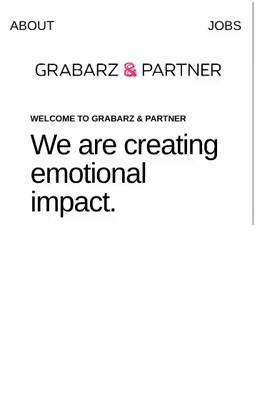 ABOUT JOBS
GRABARZ & PARTNER
WELCOME TO GRABARZ & PARTNER
We are creating
emotional
impact.